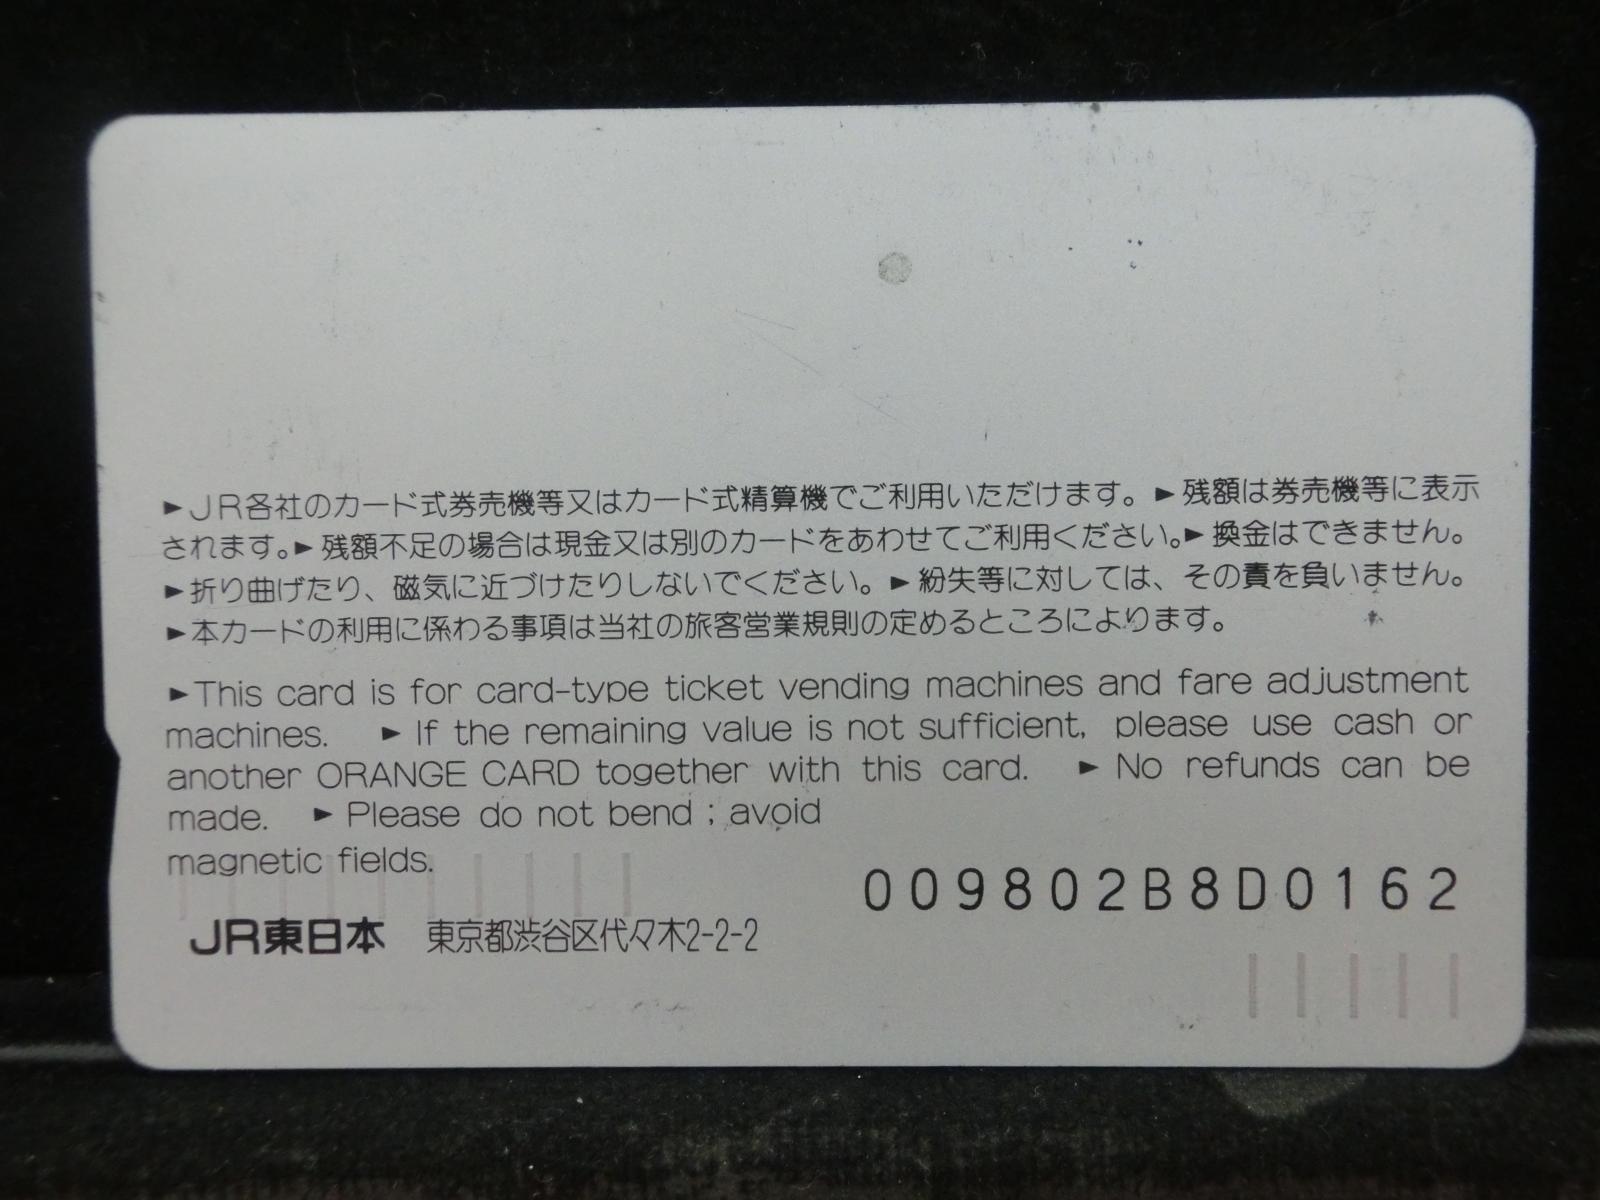 ►JR各社のカード式券売機等又はカード式精算機でご利用いただけます。►残額は券売機等に表示
されます。►残額不足の場合は現金又は別のカードをあわせてご利用ください。►換金はできません。
►折り曲げたり、磁気に近づけたりしないでください。►紛失等に対しては、その責を負いません。
►本カードの利用に係わる事項は当社の旅客営業規則の定めるところによります。
►This card is for card-type ticket vending machines and fare adjustment
machines. ►If the remaining value is not sufficient, please use cash or
another ORANGE CARD together with this card. ►No refunds can be
made. ►Please do not bend ; avoid
magnetic fields.
009802B8D0162
JR東日本 東京都渋谷区代々木2-2-2